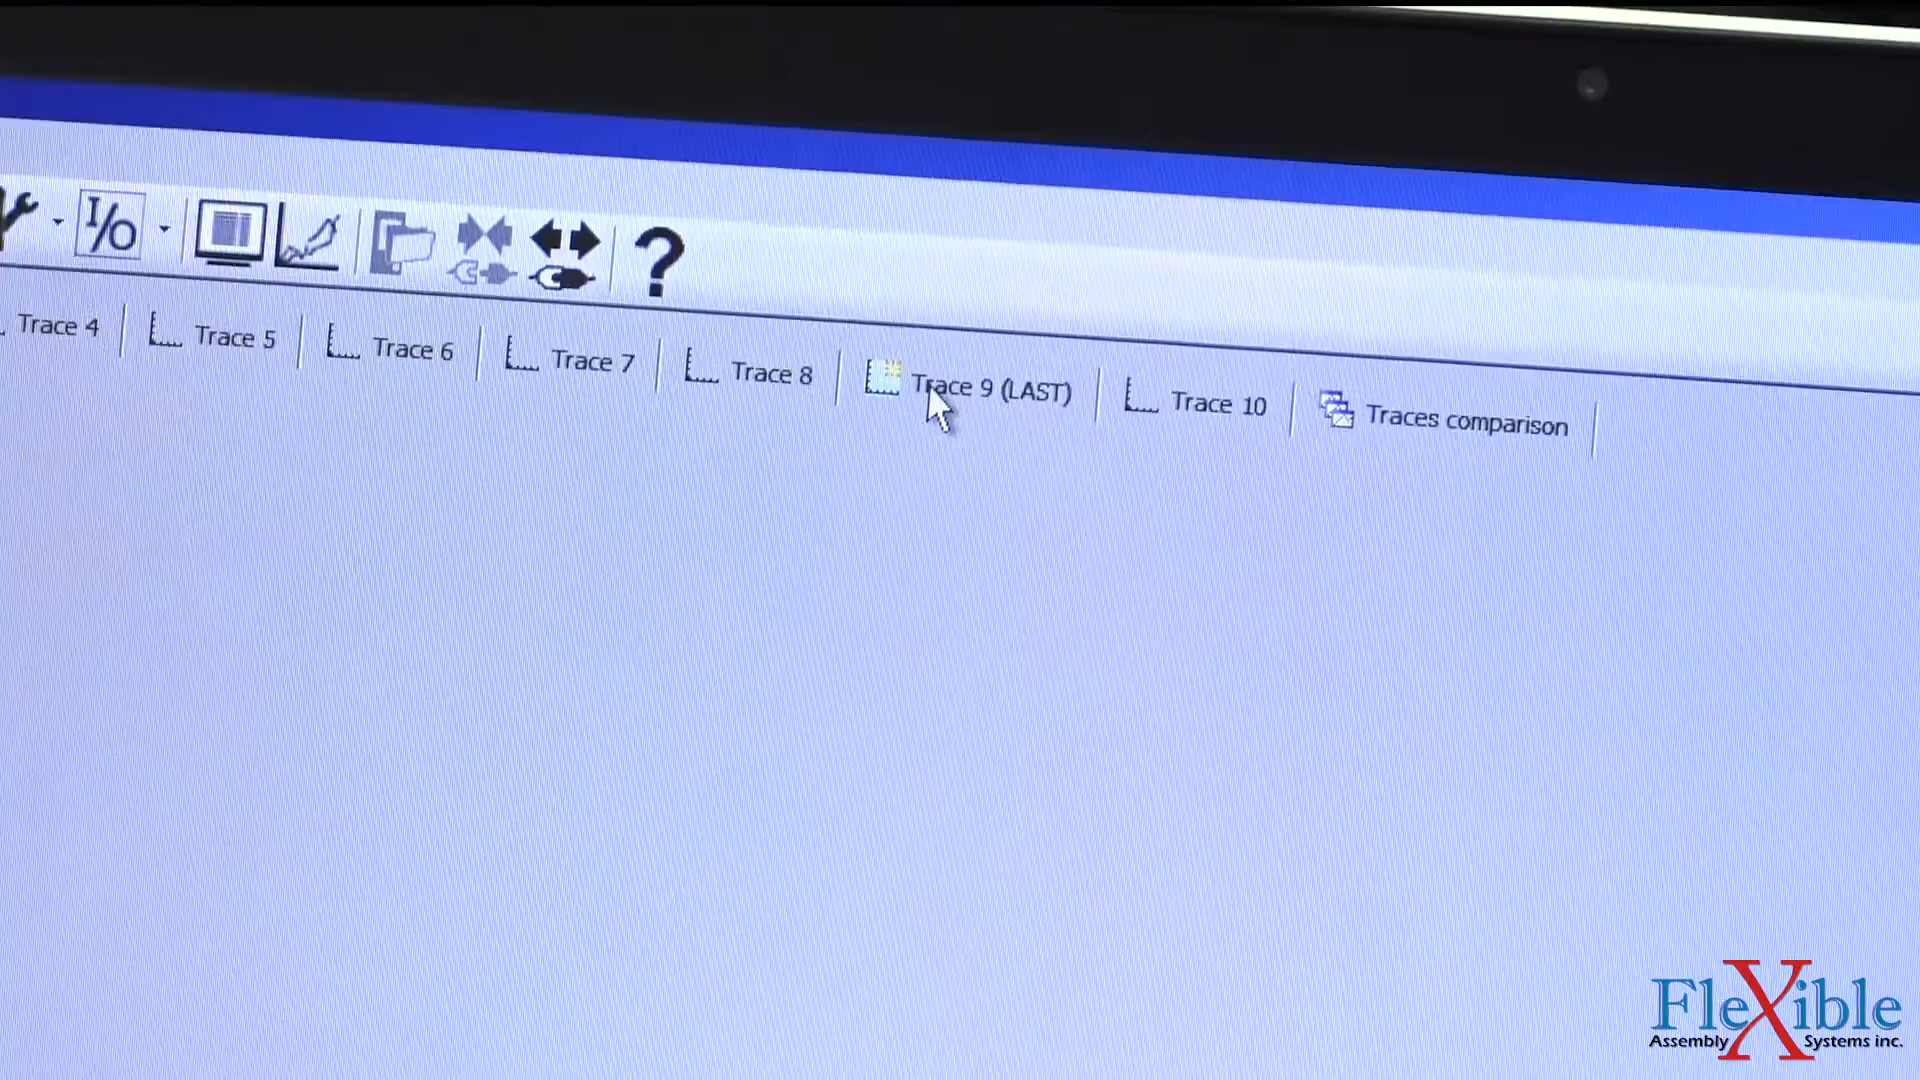 I/O
?
Trace 4
Trace 5
Trace 6
Trace 7
Trace 8
Trace 9 (LAST)
Trace 10
Traces comparison
FleXible
Assembly Systems inc.